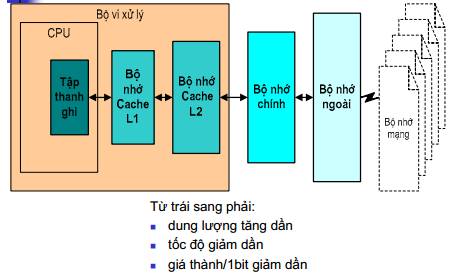 Bộ vi xử lý
CPU
Tập
thanh
ghi
Bộ
nhớ
Cache
L1
Bộ nhớ
Cache
L2
Bộ nhớ
chính
Bộ nhớ
ngoài
Bộ nhớ
mạng
Từ trái sang phải:
dung lượng tăng dần
tốc độ giảm dần
giá thành/1bit giảm dần